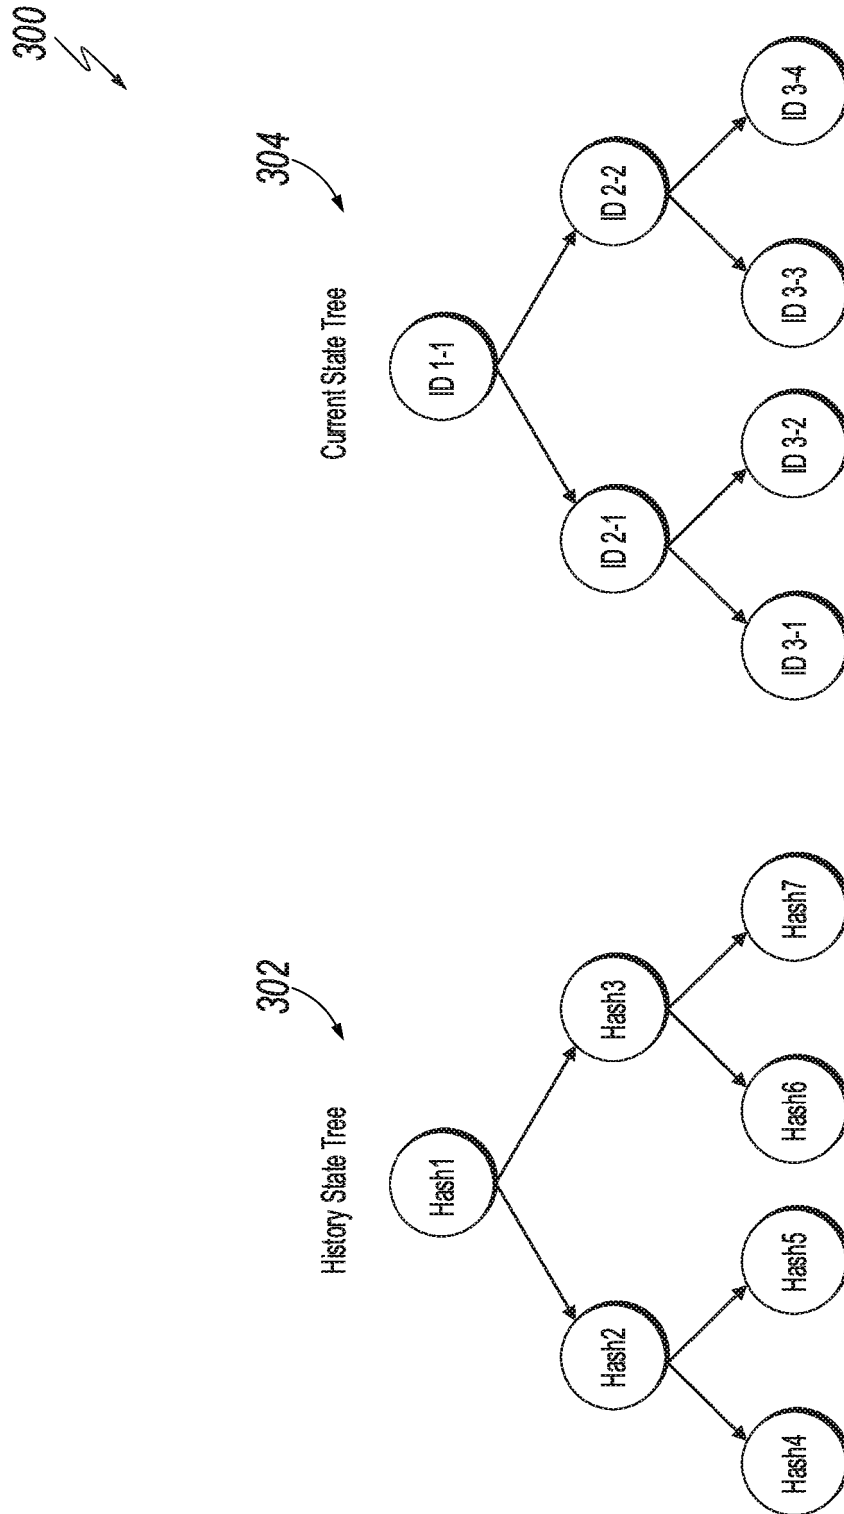 300
302
304
History State Tree
Current State Tree
Hash1
ID 1-1
Hash2
Hash3
ID 2-1
ID 2-2
Hash4
Hash5
Hash6
Hash7
ID 3-1
ID 3-2
ID 3-3
ID 3-4